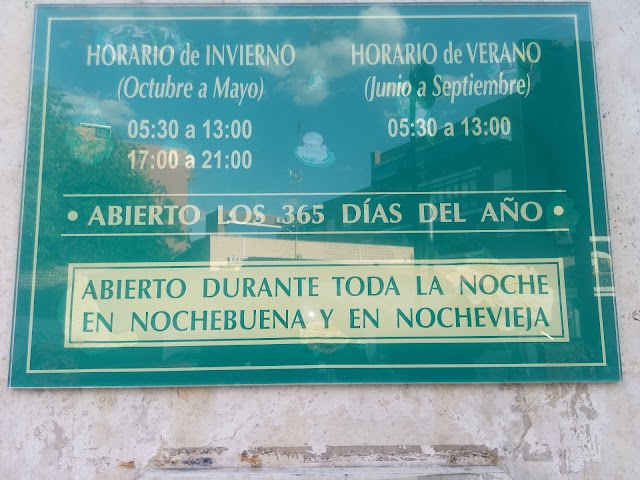 HORARIO de INVIERNO
(Octubre a Mayo)
05:30 a 13:00
17:00 a 21:00
HORARIO de VERANO
(Junio a Septiembre)
05:30 a 13:00
• ABIERTO LOS 365 DÍAS DEL AÑO •
ABIERTO DURANTE TODA LA NOCHE
EN NOCHEBUENA Y EN NOCHEVIEJA